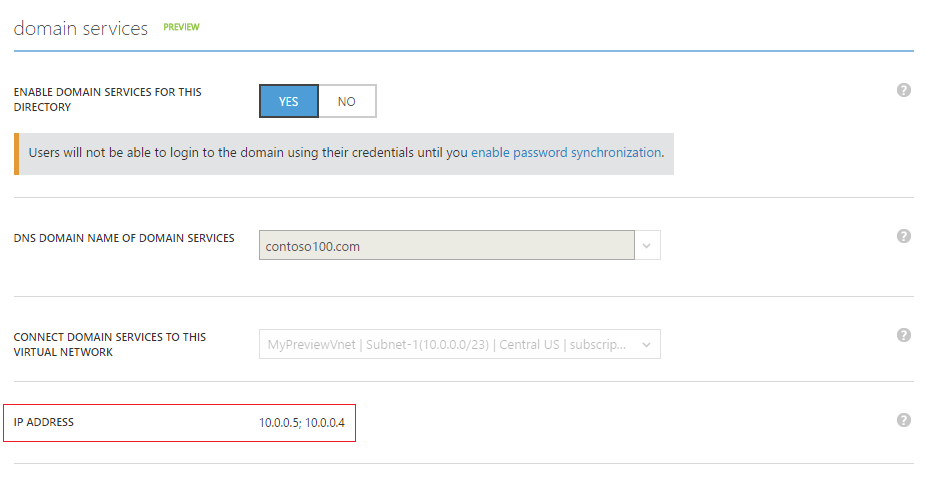 domain services PREVIEW
ENABLE DOMAIN SERVICES FOR THIS
DIRECTORY
YES NO
?
Users will not be able to login to the domain using their credentials until you enable password synchronization.
DNS DOMAIN NAME OF DOMAIN SERVICES
contoso100.com
?
CONNECT DOMAIN SERVICES TO THIS
VIRTUAL NETWORK
MyPreviewVnet | Subnet-1(10.0.0.0/23) | Central US | subscrip...
?
IP ADDRESS 10.0.0.5; 10.0.0.4
?